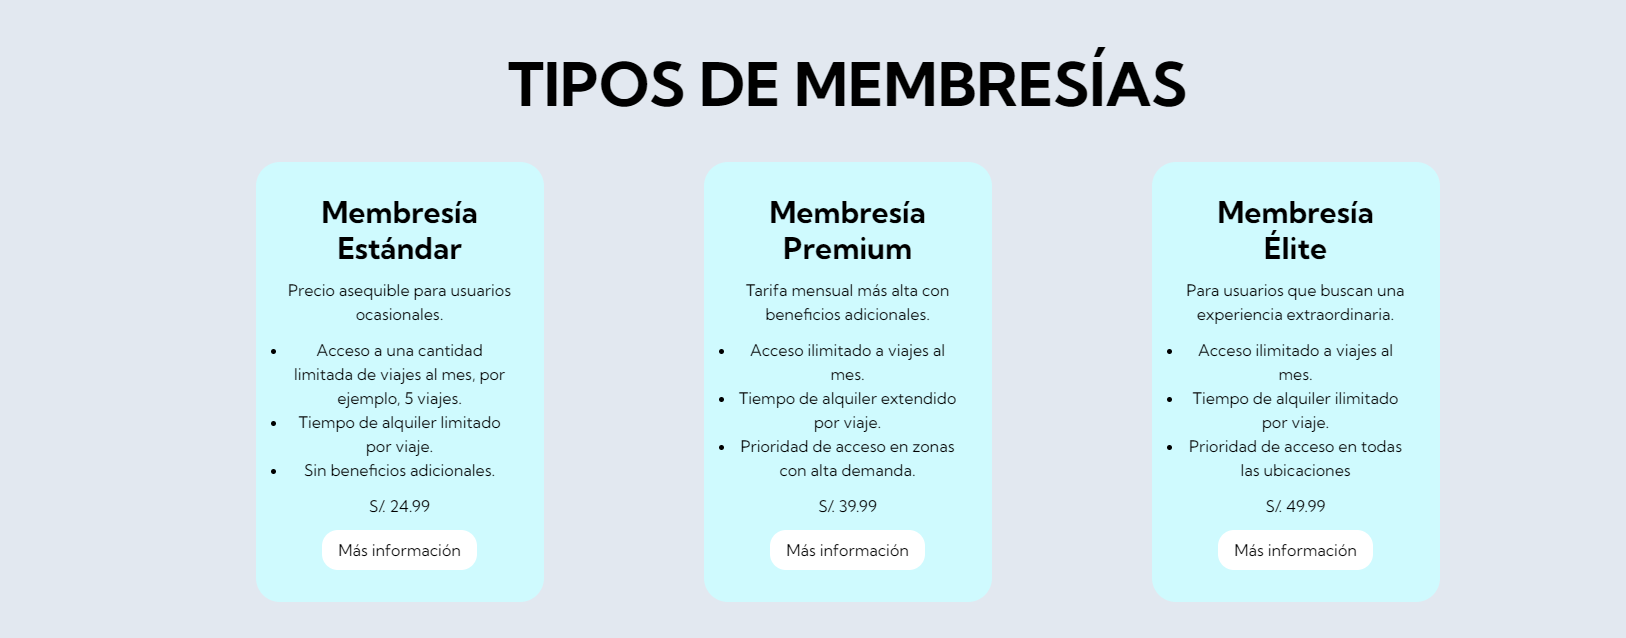 TIPOS DE MEMBRESÍAS
Membresía
Estándar
Precio asequible para usuarios
ocasionales.
• Acceso a una cantidad
limitada de viajes al mes, por
ejemplo, 5 viajes.
• Tiempo de alquiler limitado
por viaje.
• Sin beneficios adicionales.
S/. 24.99
Más información
Membresía
Premium
Tarifa mensual más alta con
beneficios adicionales.
• Acceso ilimitado a viajes al
mes.
• Tiempo de alquiler extendido
por viaje.
• Prioridad de acceso en zonas
con alta demanda.
S/. 39.99
Más información
Membresía
Élite
Para usuarios que buscan una
experiencia extraordinaria.
• Acceso ilimitado a viajes al
mes.
• Tiempo de alquiler ilimitado
por viaje.
• Prioridad de acceso en todas
las ubicaciones
S/. 49.99
Más información